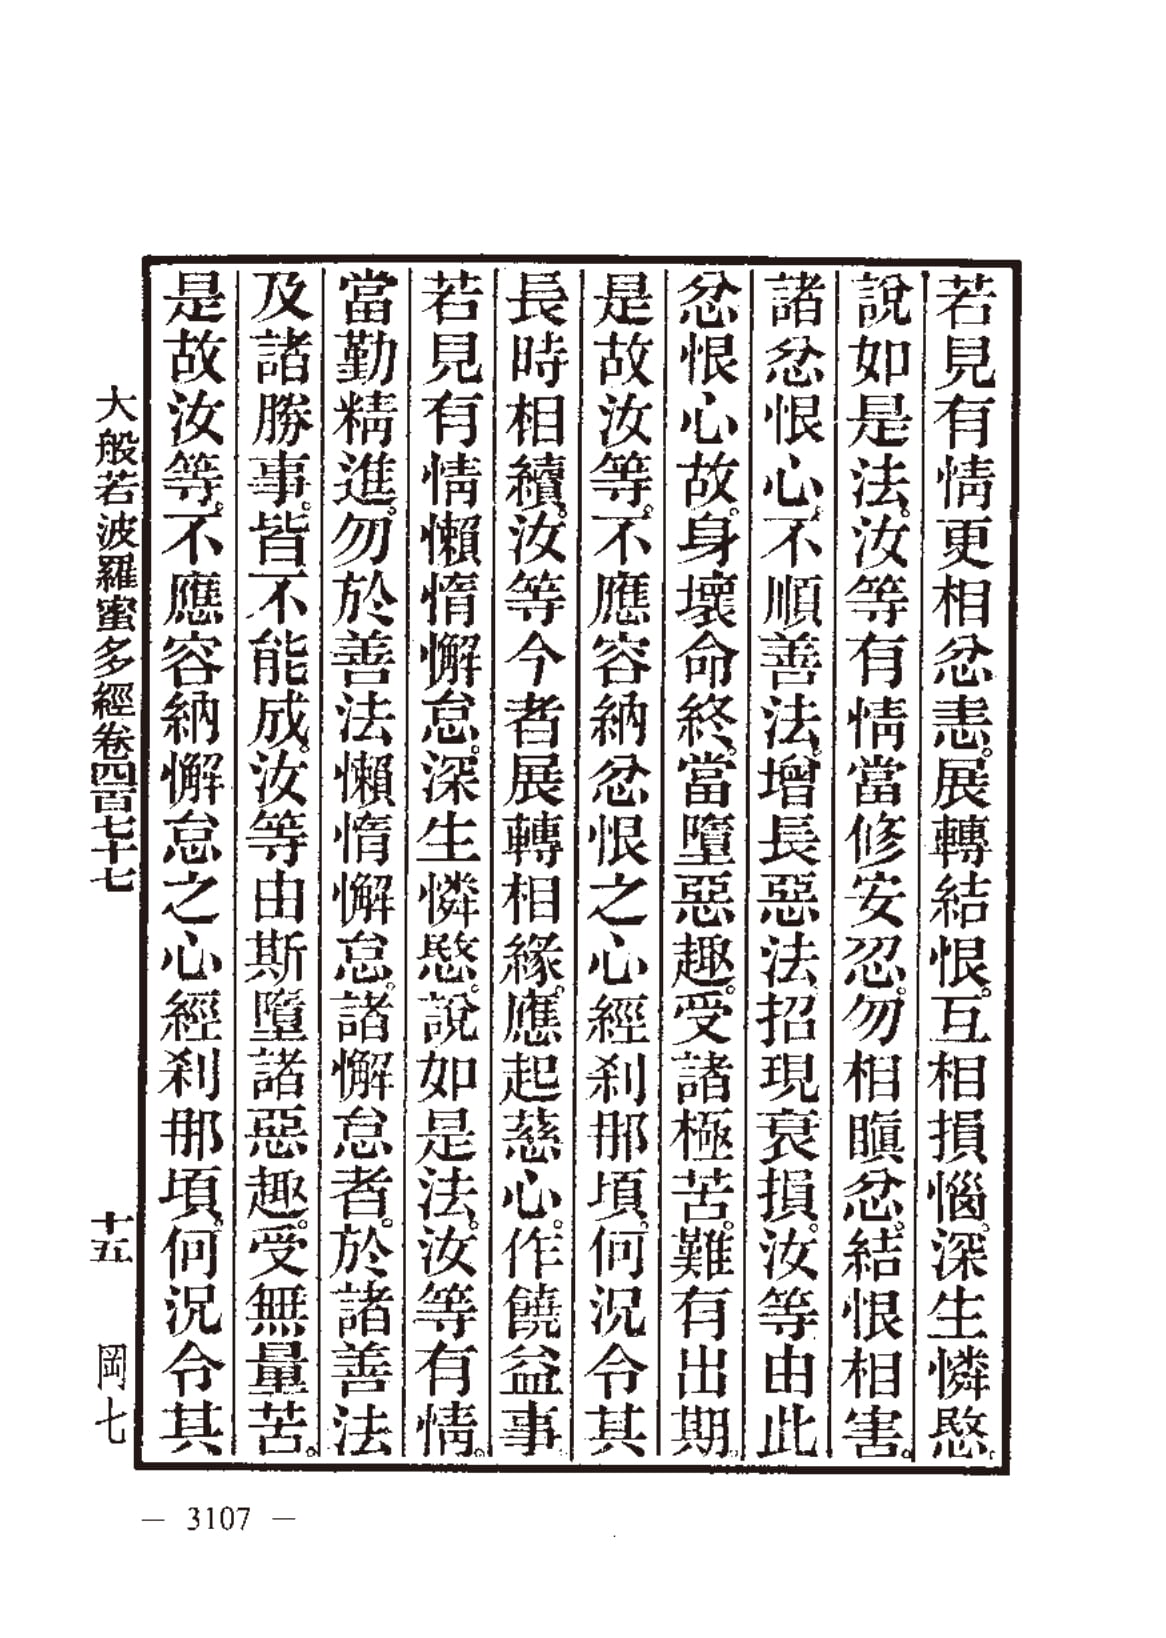 若見有情更相忿恚。展轉結恨。互相損惱。深生憐愍。
說如是法。汝等有情當修安忍。勿相瞋忿。結恨相害。
諸忿恨心。不順善法。增長惡法。招現衰損。汝等由此
忿恨心故。身壞命終。當墮惡趣。受諸極苦。難有出期。
是故汝等。不應容納忿恨之心經刹那頃。何況令其
長時相續。汝等今者展轉相緣。應起慈心。作饒益事
若見有情懶惰懈怠。深生憐愍。說如是法。汝等有情。
當勤精進。勿於善法懶惰懈怠。諸懈怠者。於諸善法
及諸勝事。皆不能成。汝等由斯墮諸惡趣。受無量苦。
是故汝等。不應容納懈怠之心經刹那頃。何況令其
大般若波羅蜜多經卷四百七十七 十五 岡七
— 3107 —